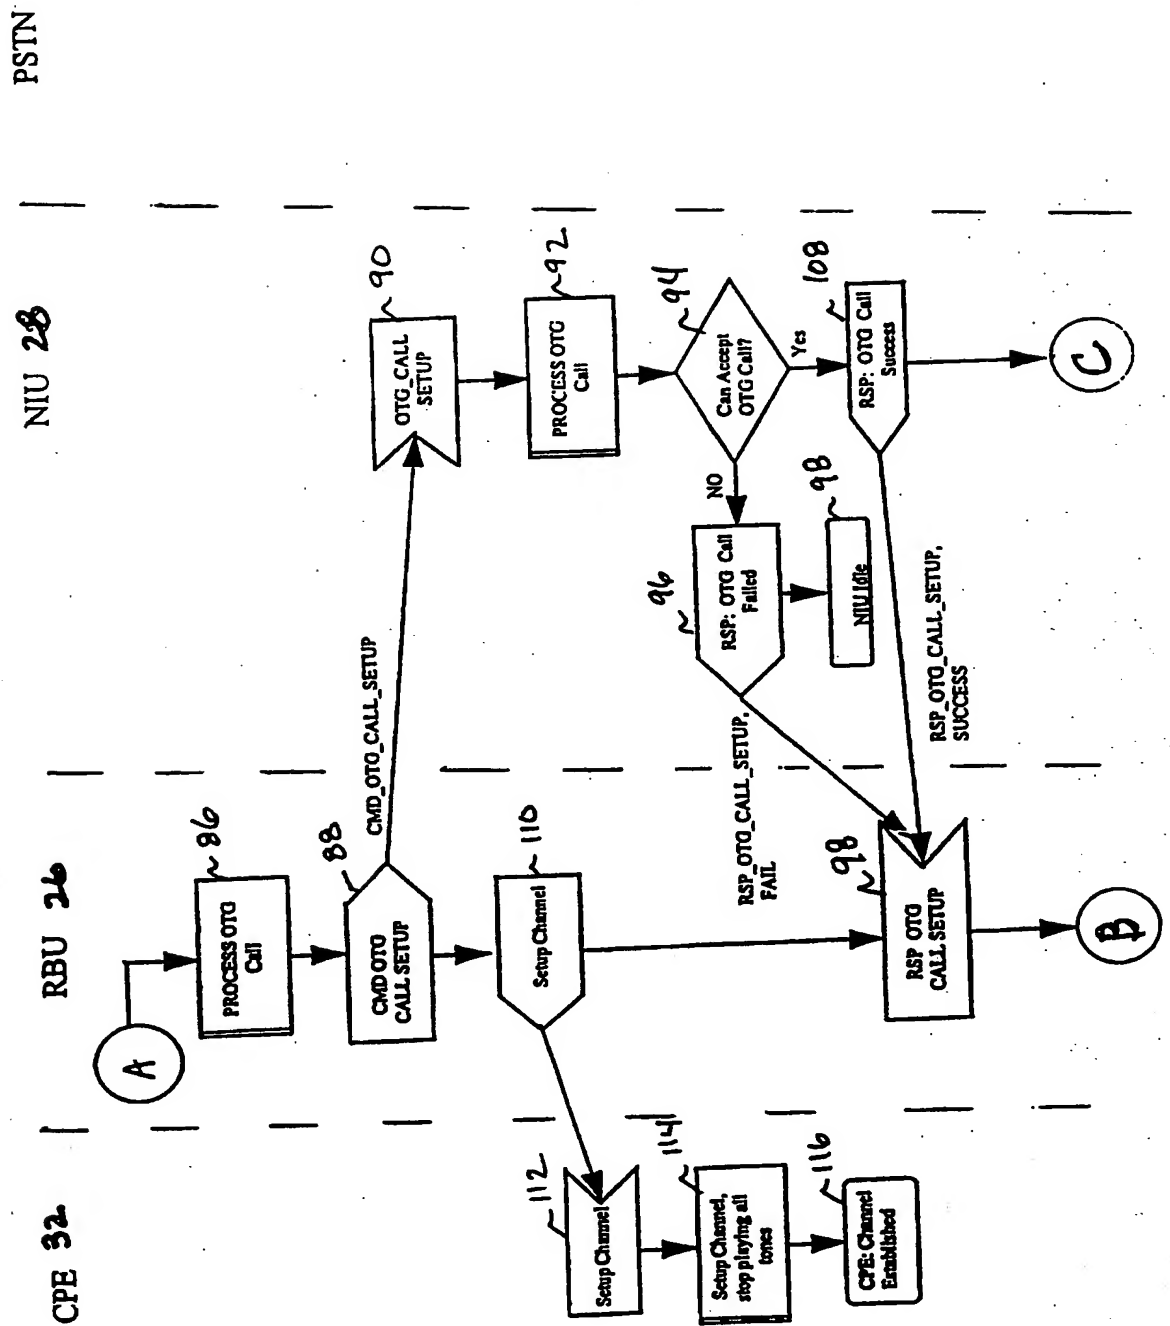 CPE 32
RBU 26
NIU 28
PSTN
A
86
PROCESS OTG
Call
88
CMD OTG
CALL SETUP
CMD_OTG_CALL_SETUP
90
OTG_CALL
SETUP
92
PROCESS OTG
Call
110
Setup Channel
112
Setup Channel
114
Setup Channel,
stop playing all
tones
116
CPE: Channel
Established
94
Can Accept
OTG Call?
NO
Yes
96
RSP: OTG Call
Failed
98
NIU Idle
108
RSP: OTG Call
Success
RSP_OTG_CALL_SETUP,
FAIL
RSP_OTG_CALL_SETUP,
SUCCESS
98
RSP OTG
CALL SETUP
B
C